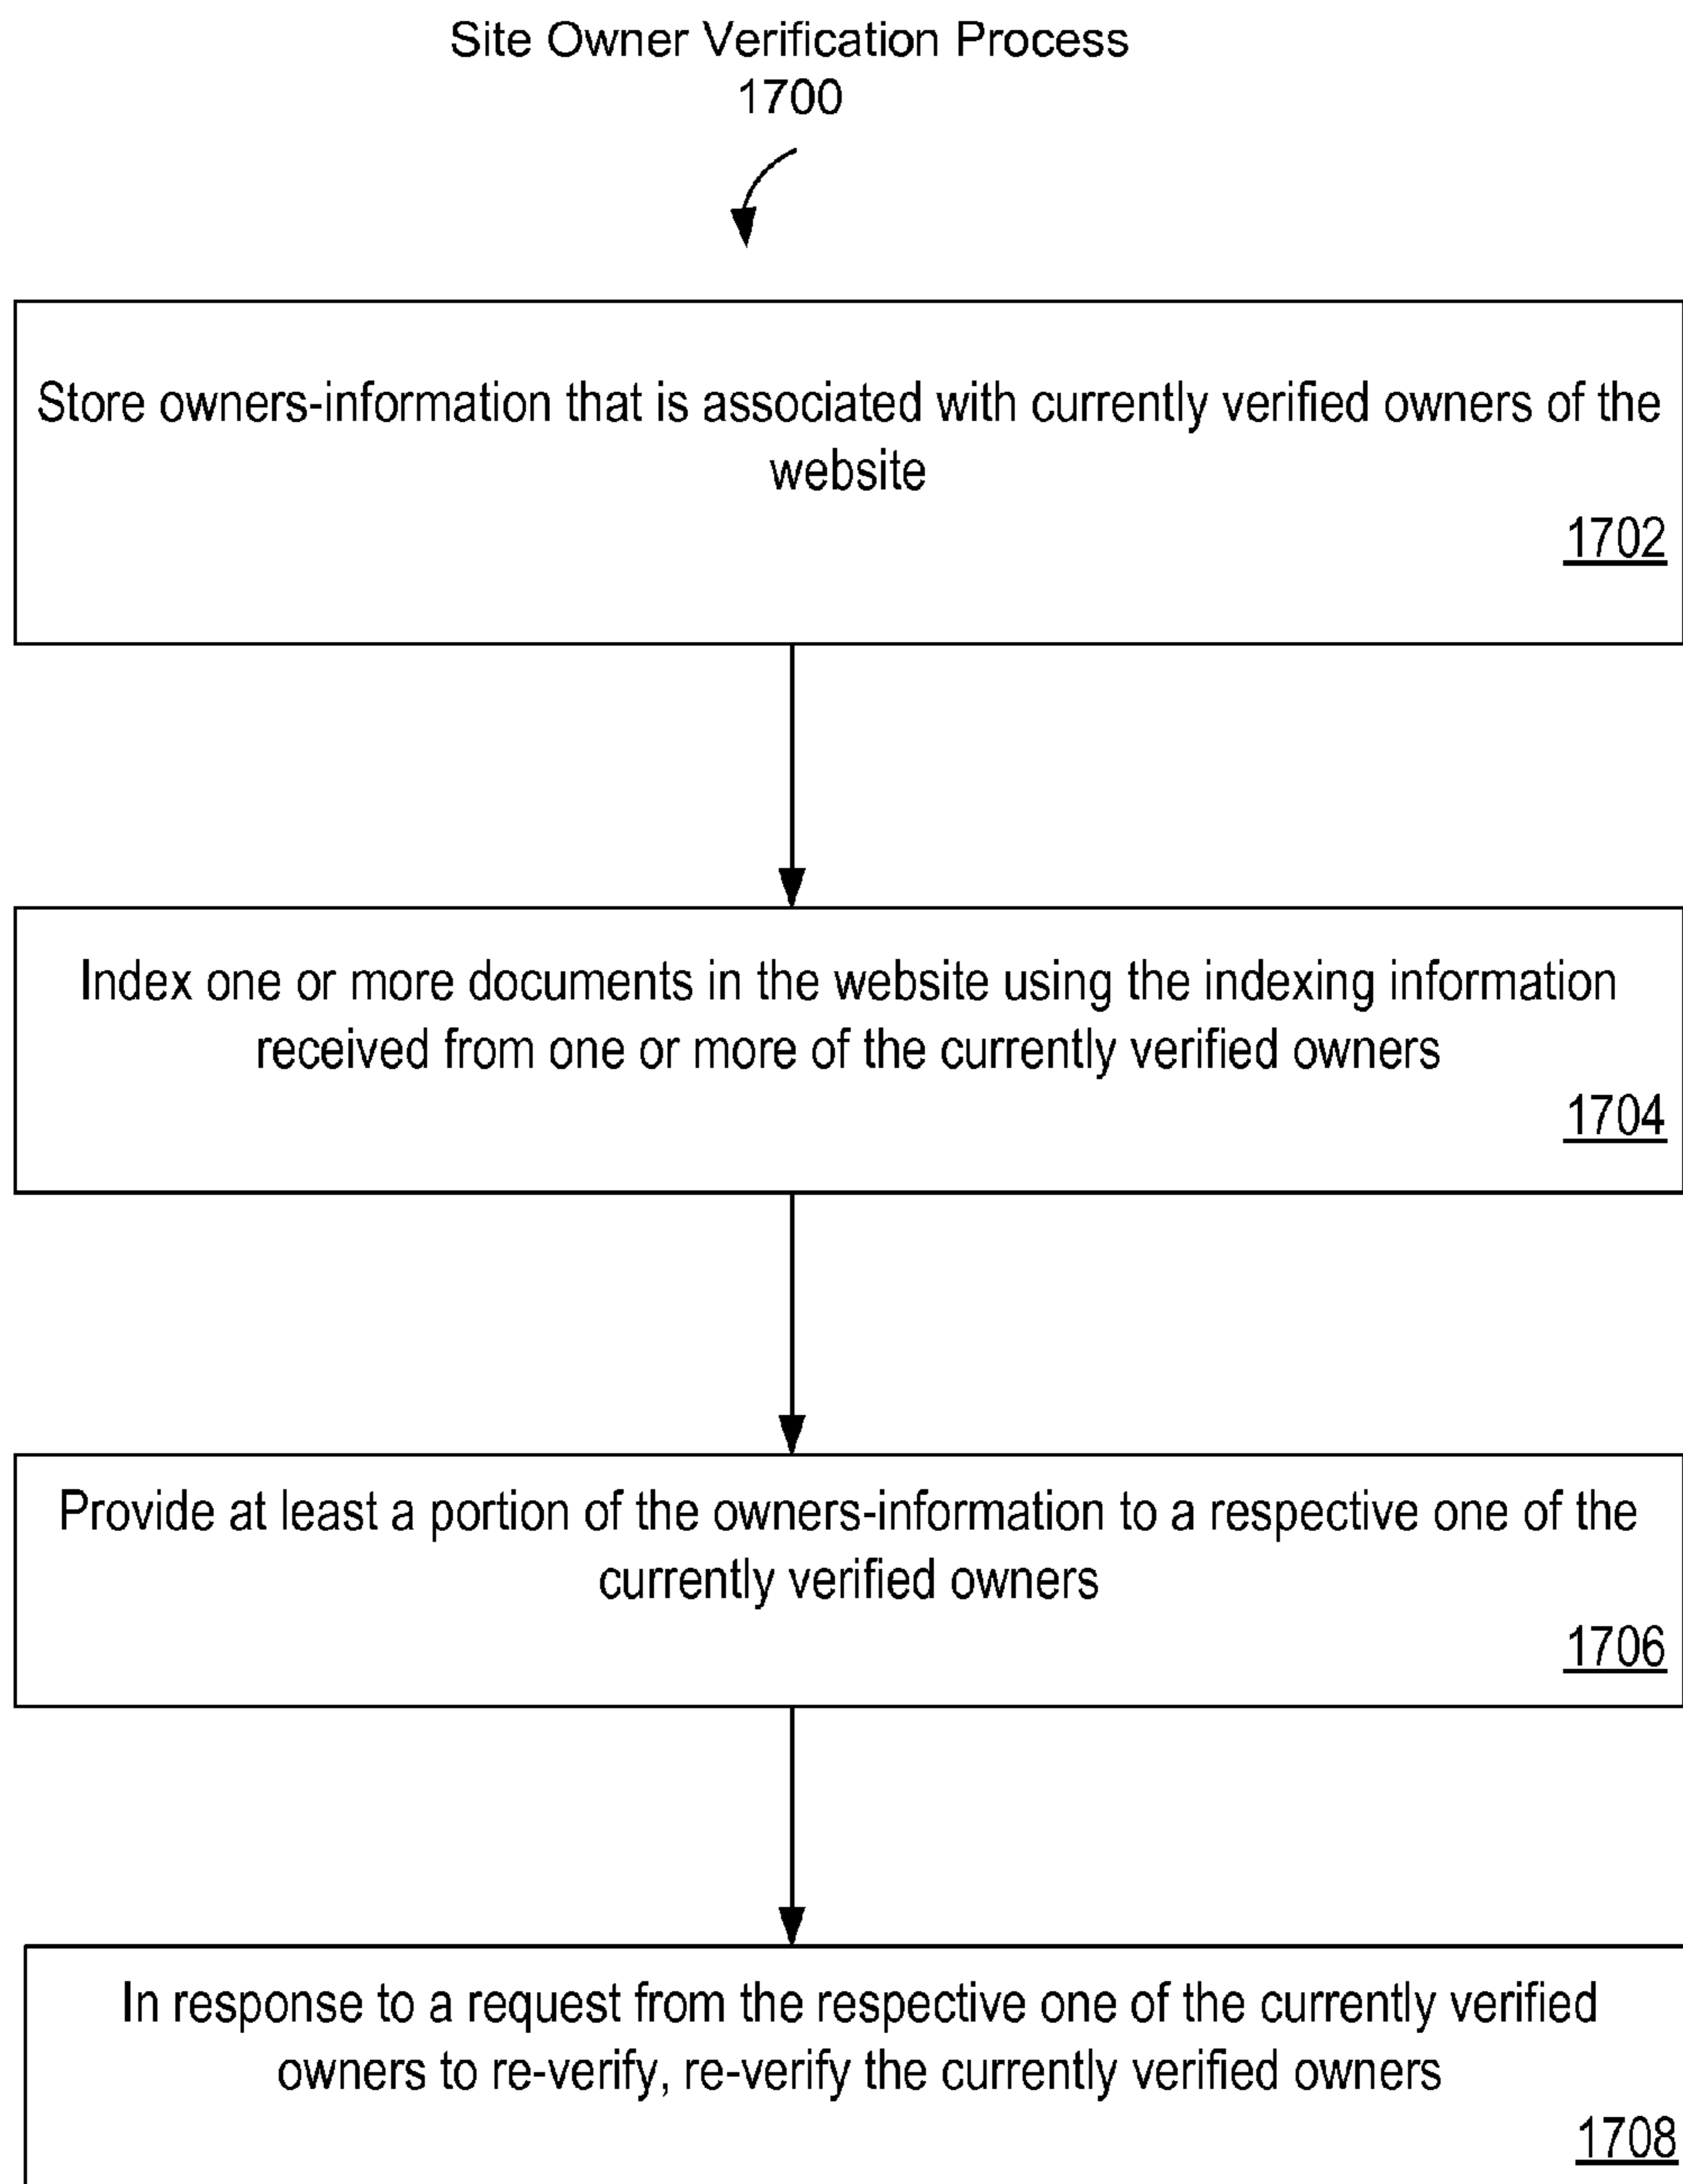 Site Owner Verification Process
1700
Store owners-information that is associated with currently verified owners of the
website
1702
Index one or more documents in the website using the indexing information
received from one or more of the currently verified owners
1704
Provide at least a portion of the owners-information to a respective one of the
currently verified owners
1706
In response to a request from the respective one of the currently verified
owners to re-verify, re-verify the currently verified owners
1708